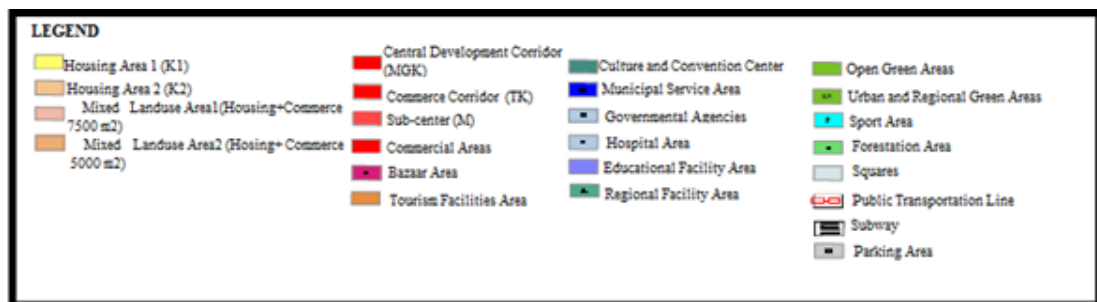 LEGEND
Housing Area 1 (K1)
Housing Area 2 (K2)
Mixed Landuse Area1(Housing+Commerce
7500 m2)
Mixed Landuse Area2 (Hosing+ Commerce
5000 m2)
Central Development Corridor
(MGK)
Commerce Corridor (TK)
Sub-center (M)
Commercial Areas
Bazaar Area
Tourism Facilities Area
Culture and Convention Center
Municipal Service Area
Governmental Agencies
Hospital Area
Educational Facility Area
Regional Facility Area
Open Green Areas
Urban and Regional Green Areas
Sport Area
Forestation Area
Squares
Public Transportation Line
Subway
Parking Area